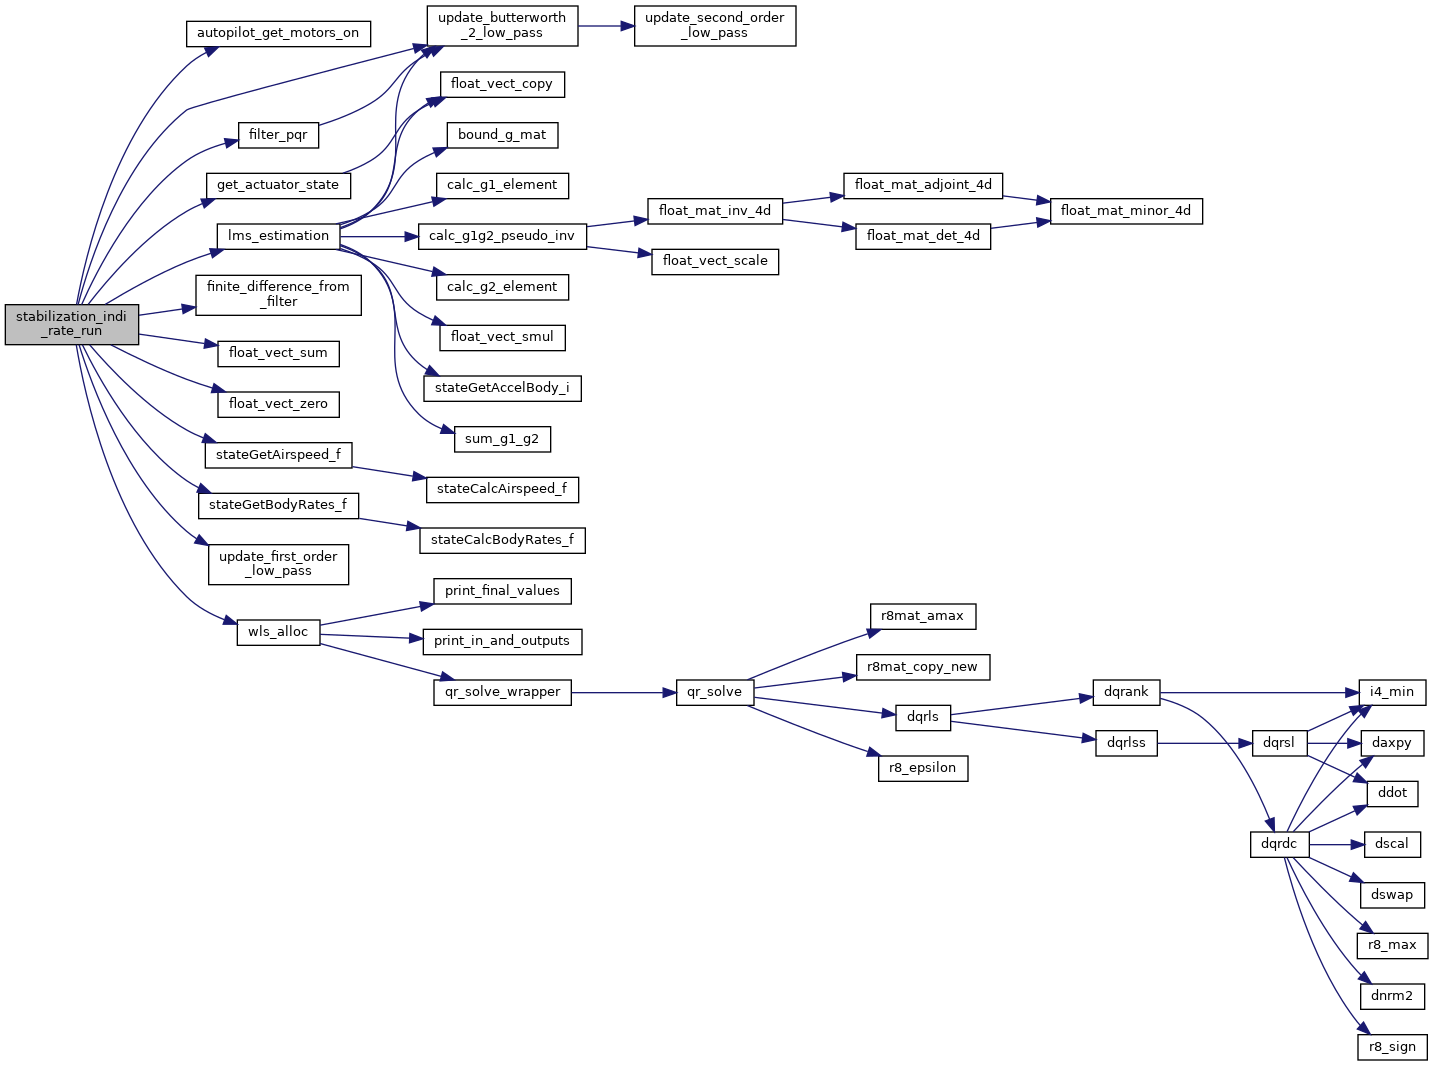 stabilization_indi
_rate_run
autopilot_get_motors_on
filter_pqr
get_actuator_state
lms_estimation
finite_difference_from
_filter
float_vect_sum
float_vect_zero
stateGetAirspeed_f
stateGetBodyRates_f
update_first_order
_low_pass
wls_alloc
update_butterworth
_2_low_pass
float_vect_copy
bound_g_mat
calc_g1_element
calc_g1g2_pseudo_inv
calc_g2_element
float_vect_smul
stateGetAccelBody_i
sum_g1_g2
stateCalcAirspeed_f
stateCalcBodyRates_f
print_final_values
print_in_and_outputs
qr_solve_wrapper
update_second_order
_low_pass
float_mat_inv_4d
float_vect_scale
qr_solve
float_mat_adjoint_4d
float_mat_det_4d
r8mat_amax
r8mat_copy_new
dqrls
r8_epsilon
float_mat_minor_4d
dqrank
dqrlss
dqrsl
dqrdc
i4_min
daxpy
ddot
dscal
dswap
r8_max
dnrm2
r8_sign